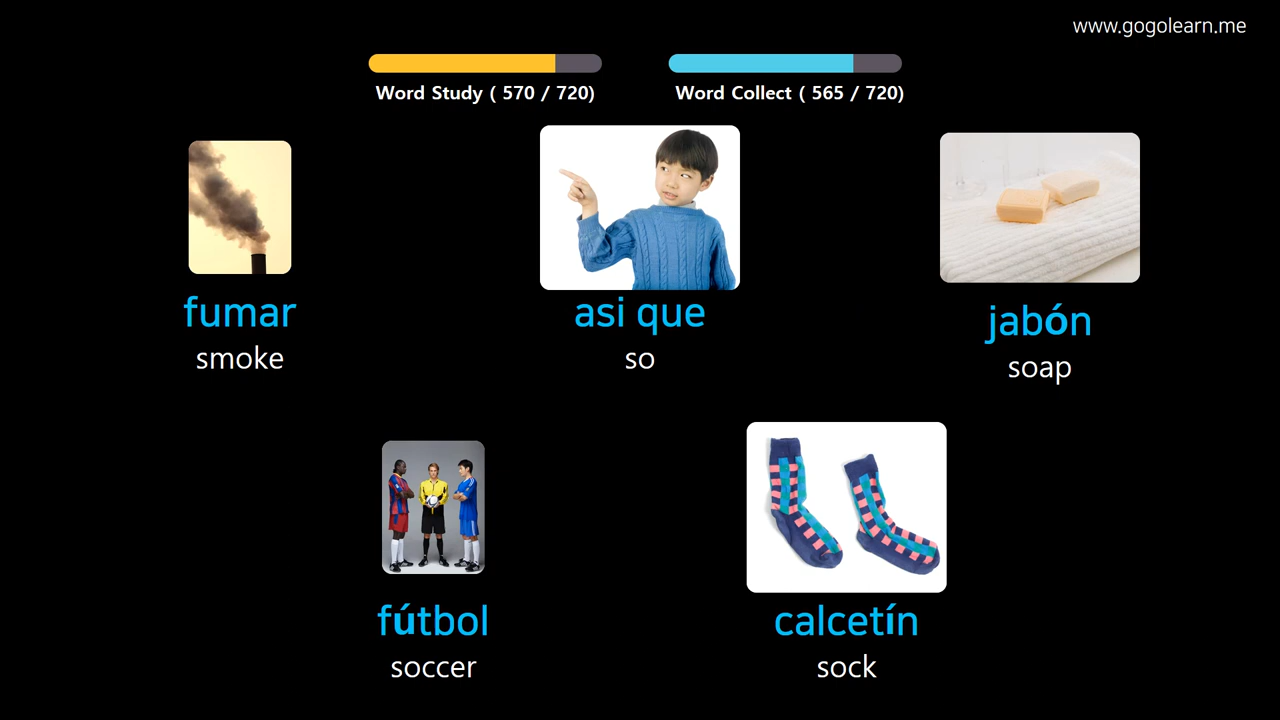 www.gogolearn.me
Word Study ( 570 / 720)
Word Collect ( 565 / 720)
fumar
smoke
asi que
so
jabón
soap
fútbol
soccer
calcetín
sock